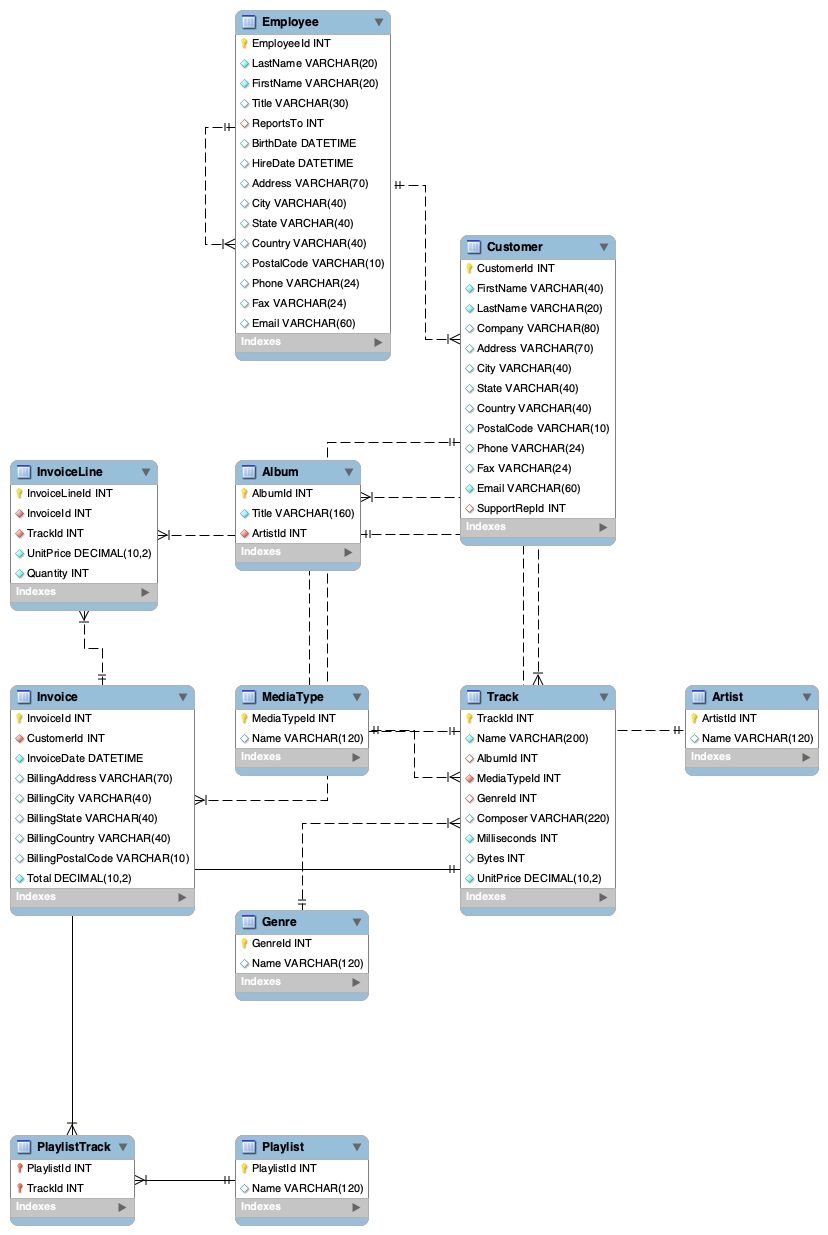 Employee
EmployeeId INT
LastName VARCHAR(20)
FirstName VARCHAR(20)
Title VARCHAR(30)
ReportsTo INT
BirthDate DATETIME
HireDate DATETIME
Address VARCHAR(70)
City VARCHAR(40)
State VARCHAR(40)
Country VARCHAR(40)
PostalCode VARCHAR(10)
Phone VARCHAR(24)
Fax VARCHAR(24)
Email VARCHAR(60)
Indexes
Customer
CustomerId INT
FirstName VARCHAR(40)
LastName VARCHAR(20)
Company VARCHAR(80)
Address VARCHAR(70)
City VARCHAR(40)
State VARCHAR(40)
Country VARCHAR(40)
PostalCode VARCHAR(10)
Phone VARCHAR(24)
Fax VARCHAR(24)
Email VARCHAR(60)
SupportRepId INT
Indexes
InvoiceLine
InvoiceLineId INT
InvoiceId INT
TrackId INT
UnitPrice DECIMAL(10,2)
Quantity INT
Indexes
Album
AlbumId INT
Title VARCHAR(160)
ArtistId INT
Indexes
Invoice
InvoiceId INT
CustomerId INT
InvoiceDate DATETIME
BillingAddress VARCHAR(70)
BillingCity VARCHAR(40)
BillingState VARCHAR(40)
BillingCountry VARCHAR(40)
BillingPostalCode VARCHAR(10)
Total DECIMAL(10,2)
Indexes
MediaType
MediaTypeId INT
Name VARCHAR(120)
Indexes
Track
TrackId INT
Name VARCHAR(200)
AlbumId INT
MediaTypeId INT
GenreId INT
Composer VARCHAR(220)
Milliseconds INT
Bytes INT
UnitPrice DECIMAL(10,2)
Indexes
Artist
ArtistId INT
Name VARCHAR(120)
Indexes
Genre
GenreId INT
Name VARCHAR(120)
Indexes
PlaylistTrack
PlaylistId INT
TrackId INT
Indexes
Playlist
PlaylistId INT
Name VARCHAR(120)
Indexes